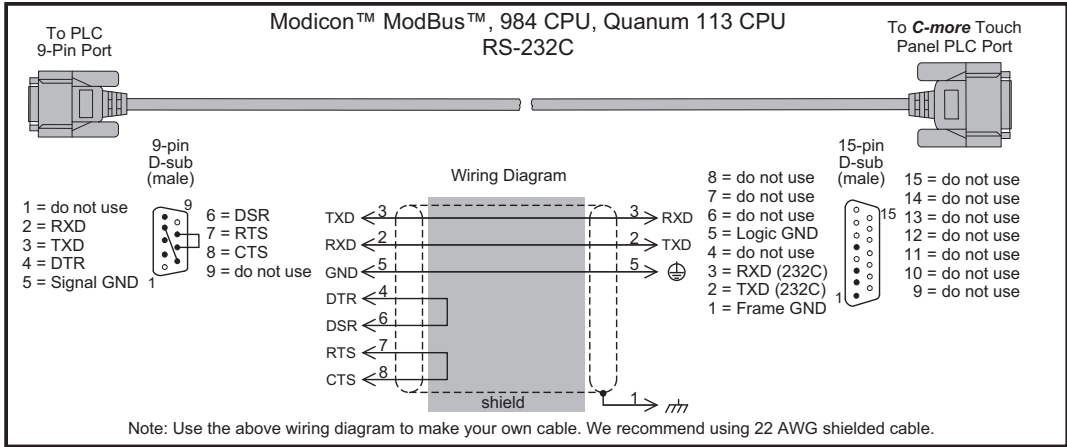 Modicon™ ModBus™, 984 CPU, Quanum 113 CPU
RS-232C
To PLC
9-Pin Port
To C-more Touch
Panel PLC Port
9-pin
D-sub
(male)
1 = do not use
2 = RXD
3 = TXD
4 = DTR
5 = Signal GND
9
1
6 = DSR
7 = RTS
8 = CTS
9 = do not use
Wiring Diagram
TXD 3 3 RXD
RXD 2 2 TXD
GND 5 5
DTR 4
DSR 6
RTS 7
CTS 8
shield
1
8 = do not use
7 = do not use
6 = do not use
5 = Logic GND
4 = do not use
3 = RXD (232C)
2 = TXD (232C)
1 = Frame GND
15-pin
D-sub
(male)
15
1
15 = do not use
14 = do not use
13 = do not use
12 = do not use
11 = do not use
10 = do not use
9 = do not use
Note: Use the above wiring diagram to make your own cable. We recommend using 22 AWG shielded cable.